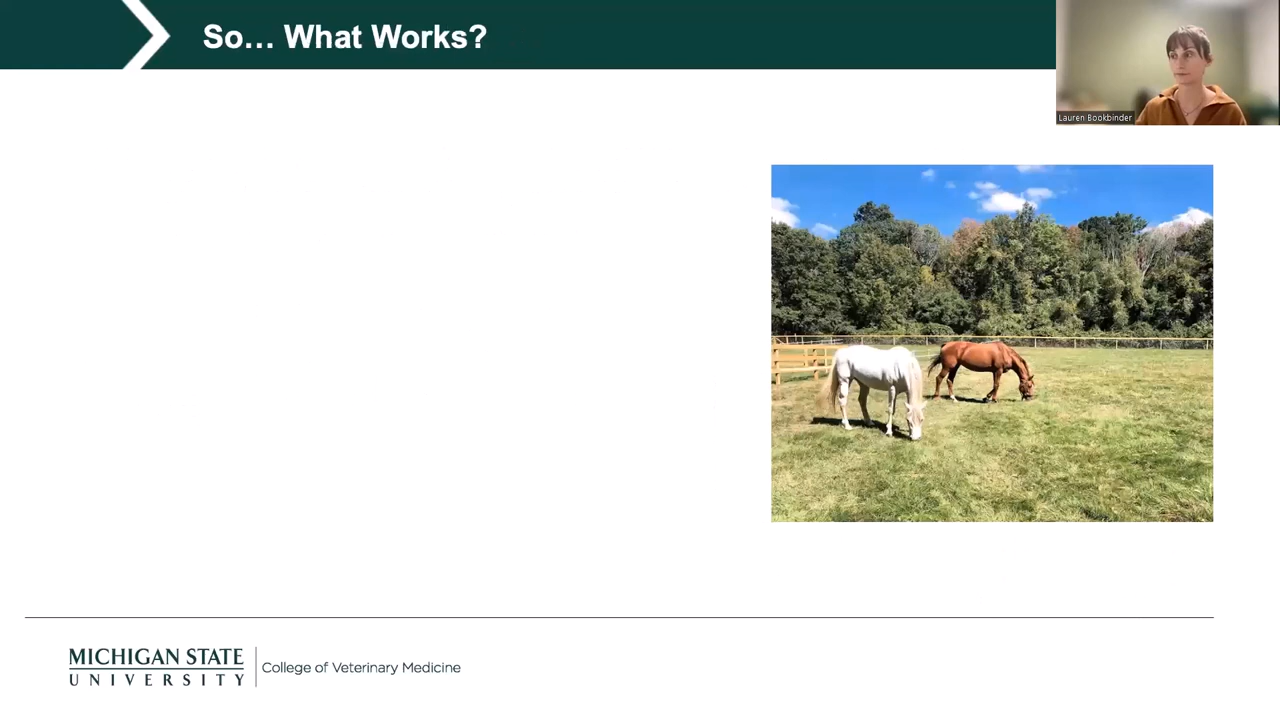 So… What Works?
Lauren Bookbinder
MICHIGAN STATE
UNIVERSITY
College of Veterinary Medicine